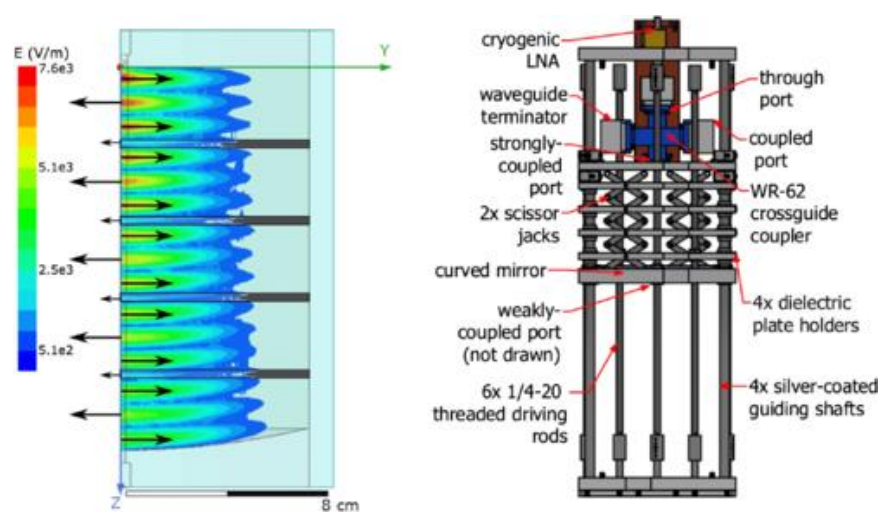 E (V/m)
7.6e3
5.1e3
2.5e3
5.1e2
Y
Z
8 cm
cryogenic
LNA
waveguide
terminator
strongly-
coupled
port
2x scissor
jacks
curved mirror
weakly-
coupled port
(not drawn)
6x 1/4-20
threaded driving
rods
through
port
coupled
port
WR-62
crossguide
coupler
4x dielectric
plate holders
4x silver-coated
guiding shafts